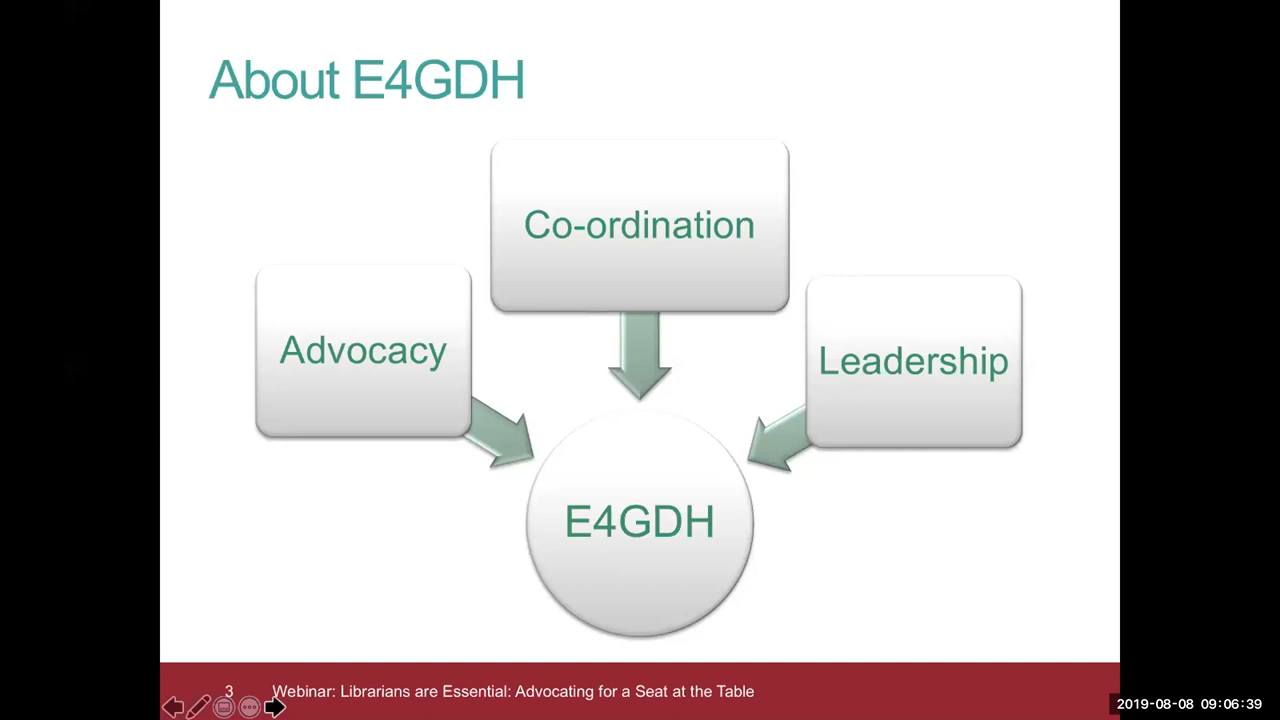 About E4GDH
Co-ordination
Advocacy
Leadership
E4GDH
3 Webinar: Librarians are Essential: Advocating for a Seat at the Table
2019-08-08 09:06:39